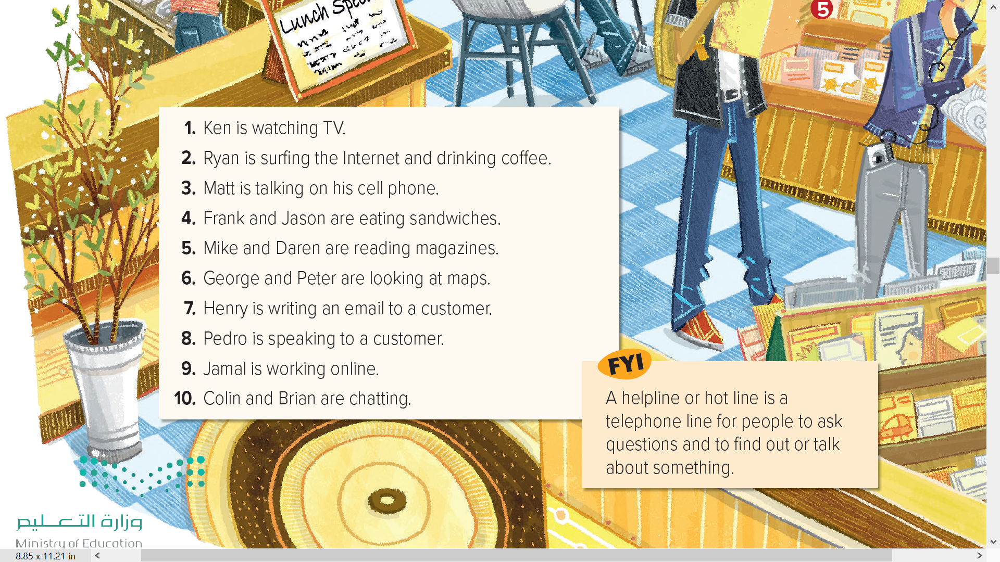 Lunch
5
1. Ken is watching TV.
2. Ryan is surfing the Internet and drinking coffee.
3. Matt is talking on his cell phone.
4. Frank and Jason are eating sandwiches.
5. Mike and Daren are reading magazines.
6. George and Peter are looking at maps.
7. Henry is writing an email to a customer.
8. Pedro is speaking to a customer.
9. Jamal is working online.
10. Colin and Brian are chatting.
FYI
A helpline or hot line is a
telephone line for people to ask
questions and to find out or talk
about something.
وزارة التعليم
Ministry of Education
8.85 x 11.21 in